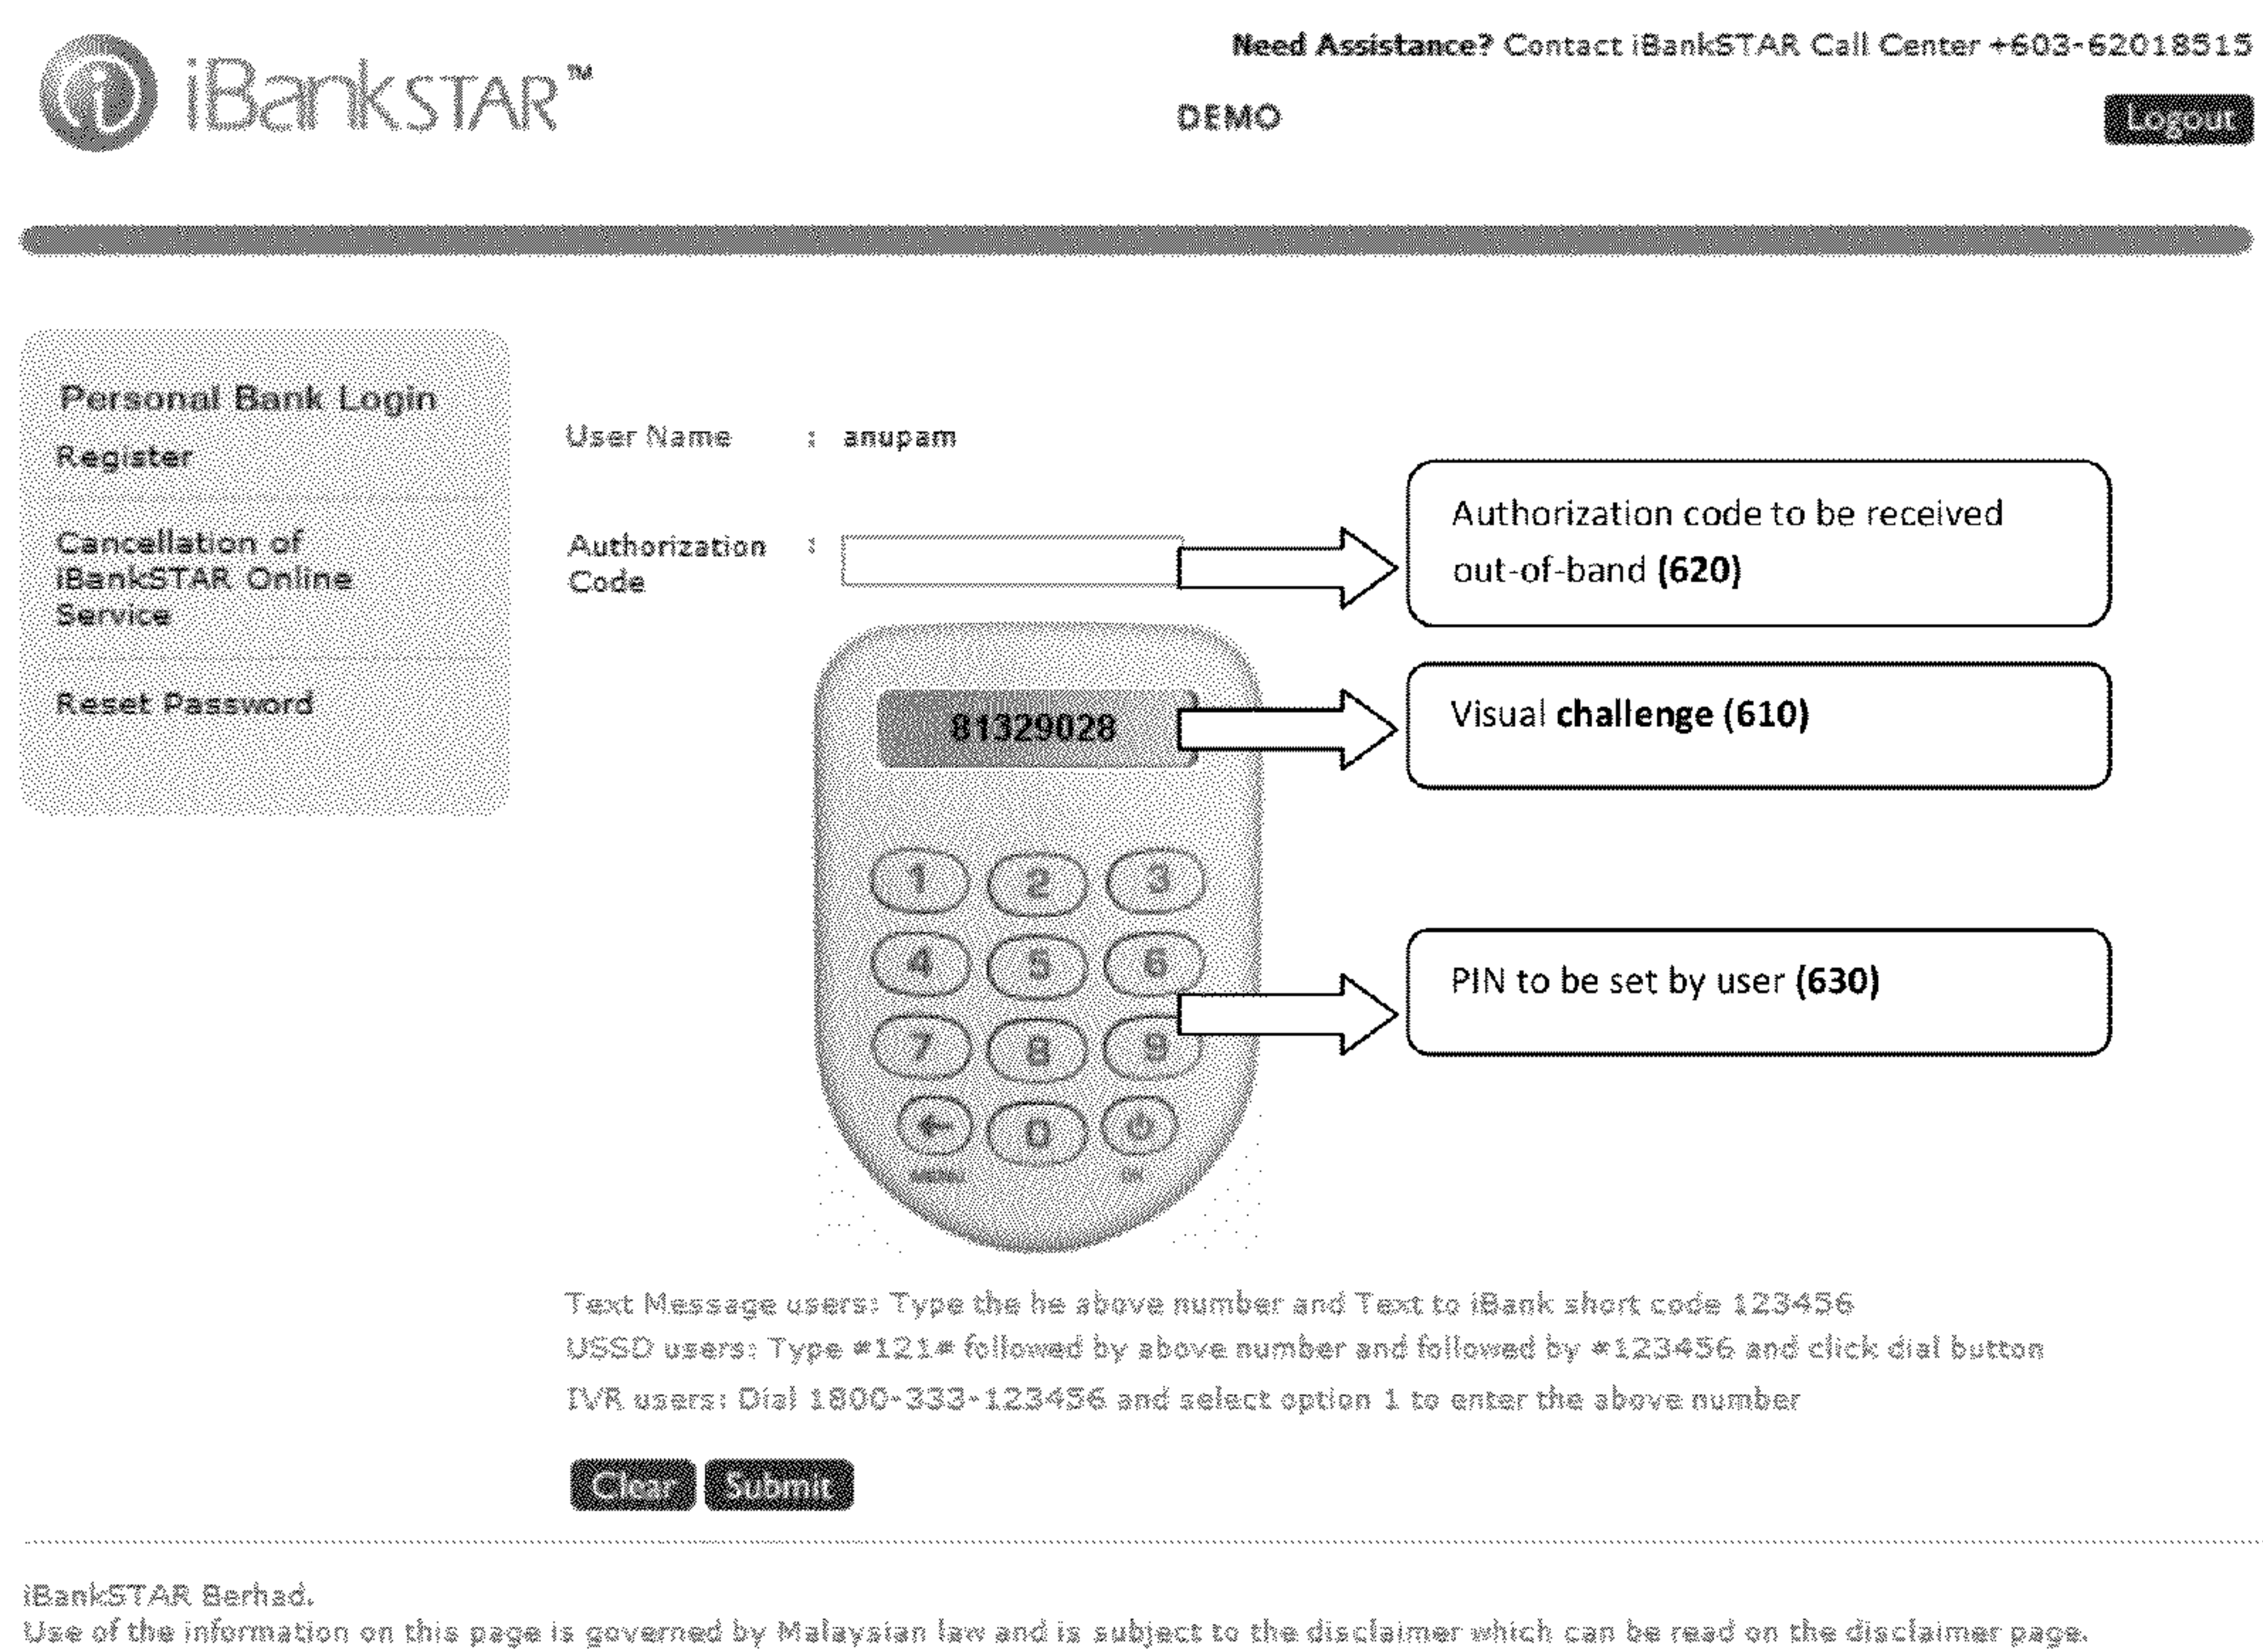 iBankSTAR™
Need Assistance? Contact iBankSTAR Call Center +603-62018515
DEMO
Logout
Personal Bank Login
Register
Cancellation of
iBankSTAR Online
Service
Reset Password
User Name : anupam
Authorization :
Code
Authorization code to be received
out-of-band (620)
81329028
Visual challenge (610)
1 2 3
4 5 6
7 8 9
0
MENU OK
PIN to be set by user (630)
Text Message users: Type the he above number and Text to iBank short code 123456
USSD users: Type #121# followed by above number and followed by #123456 and click dial button
IVR users: Dial 1800-333-123456 and select option 1 to enter the above number
Clear Submit
iBankSTAR Berhad.
Use of the information on this page is governed by Malaysian law and is subject to the disclaimer which can be read on the disclaimer page.